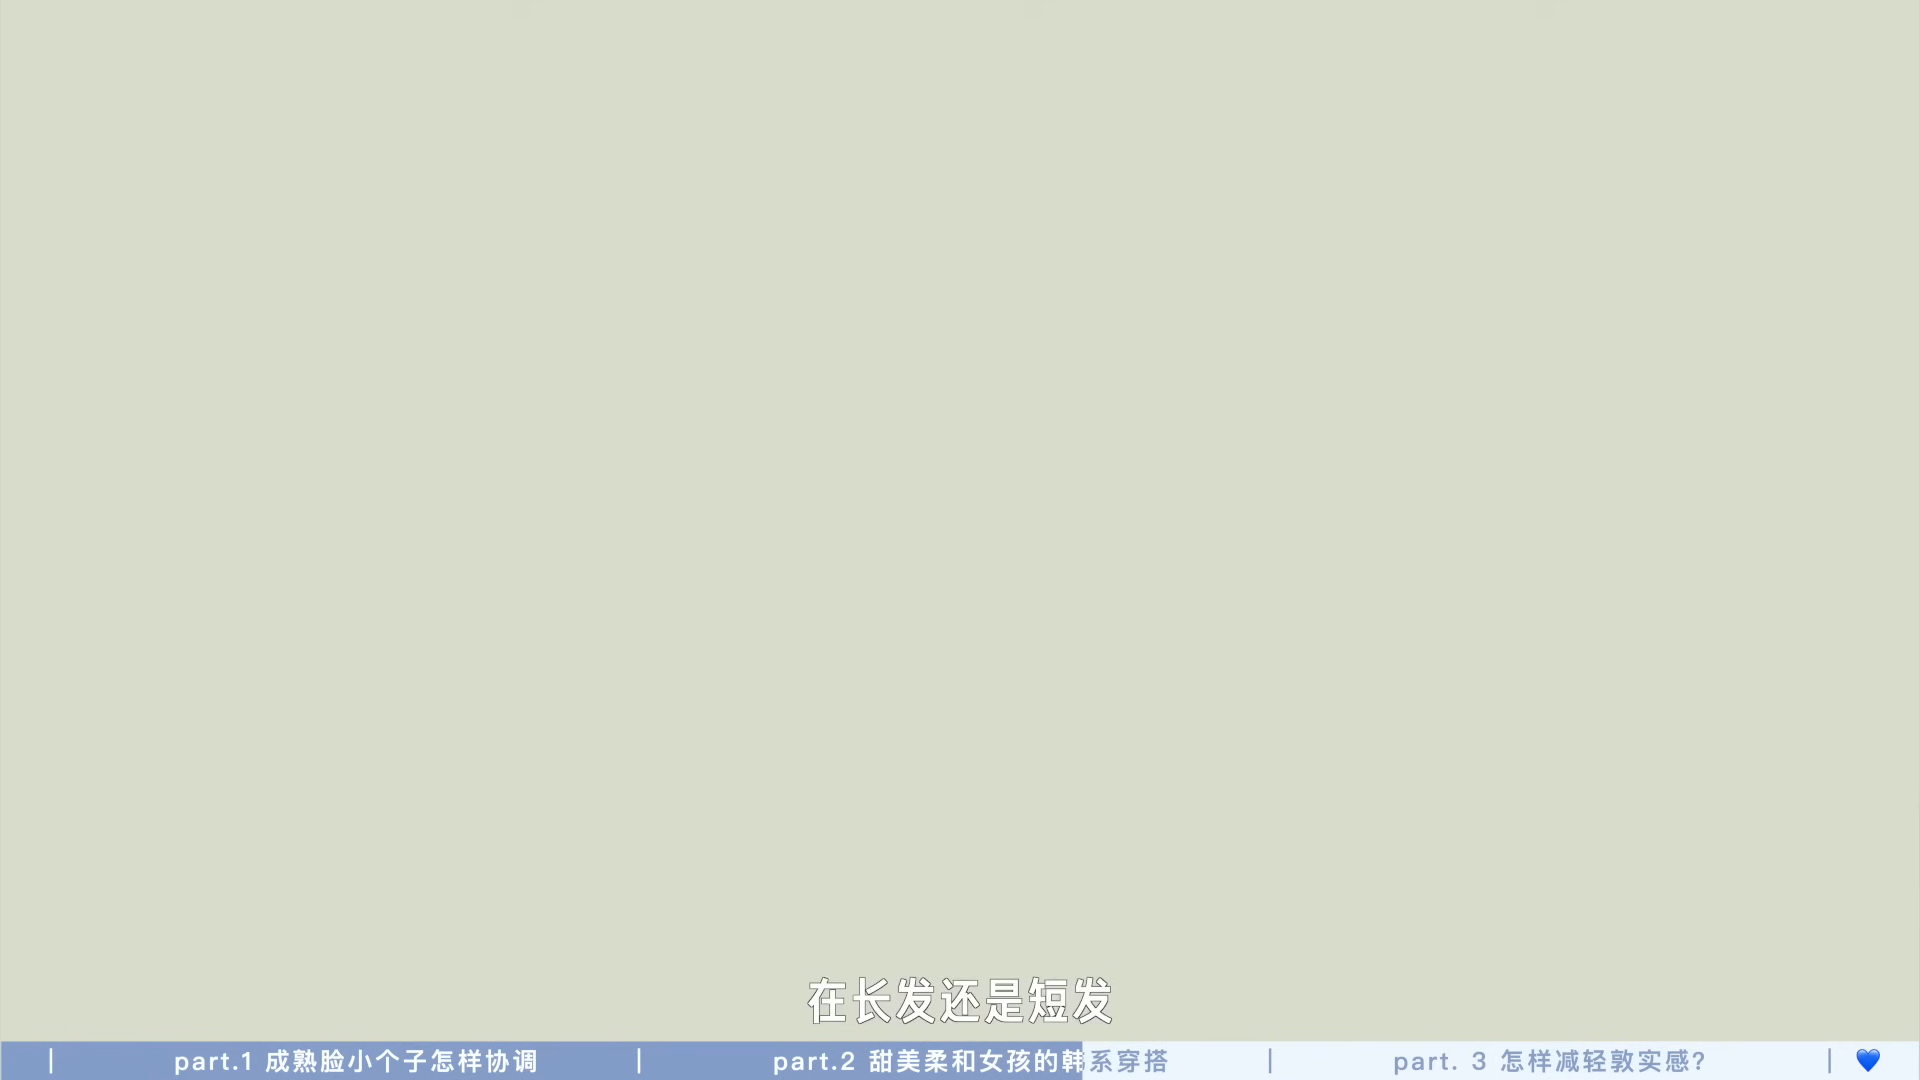 在长发还是短发
part.1 成熟脸小个子怎样协调
part.2 甜美柔和女孩的韩系穿搭
part. 3 怎样减轻敦实感?